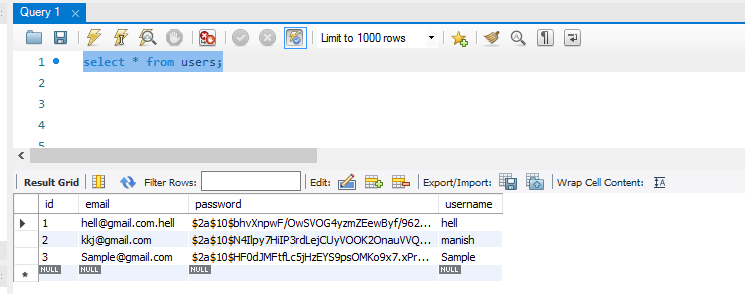 Query 1
Limit to 1000 rows
1 select * from users;
2
3
4
5
Result Grid Filter Rows: Edit: Export/Import: Wrap Cell Content:
id email password username
1 hell@gmail.com.hell $2a$10$bhvXnpwF/OwSVOG4yzmZEewByf/962... hell
2 kkj@gmail.com $2a$10$N4Ilpy7HiIP3rdLejCUyVOOK2OnauVVQ... manish
3 Sample@gmail.com $2a$10$HF0dJMFtfLc5jHzEYS9psOMKo9x7.xPr... Sample
NULL NULL NULL NULL